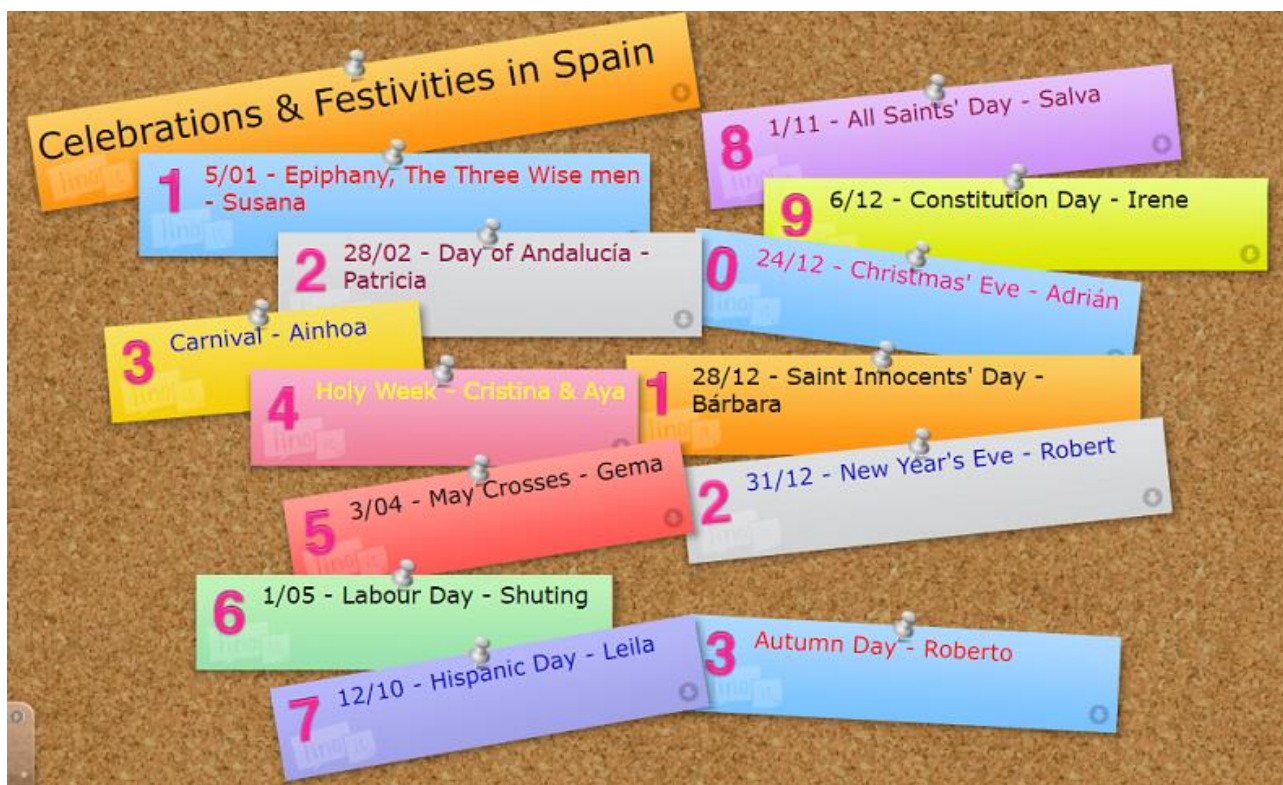 Celebrations & Festivities in Spain
1 5/01 - Epiphany, The Three Wise men
- Susana
2 28/02 - Day of Andalucía -
Patricia
3 Carnival - Ainhoa
4 Holy Week - Cristina & Aya
5 3/04 - May Crosses - Gema
6 1/05 - Labour Day - Shuting
7 12/10 - Hispanic Day - Leila
8 1/11 - All Saints' Day - Salva
9 6/12 - Constitution Day - Irene
0 24/12 - Christmas' Eve - Adrián
1 28/12 - Saint Innocents' Day -
Bárbara
2 31/12 - New Year's Eve - Robert
3 Autumn Day - Roberto